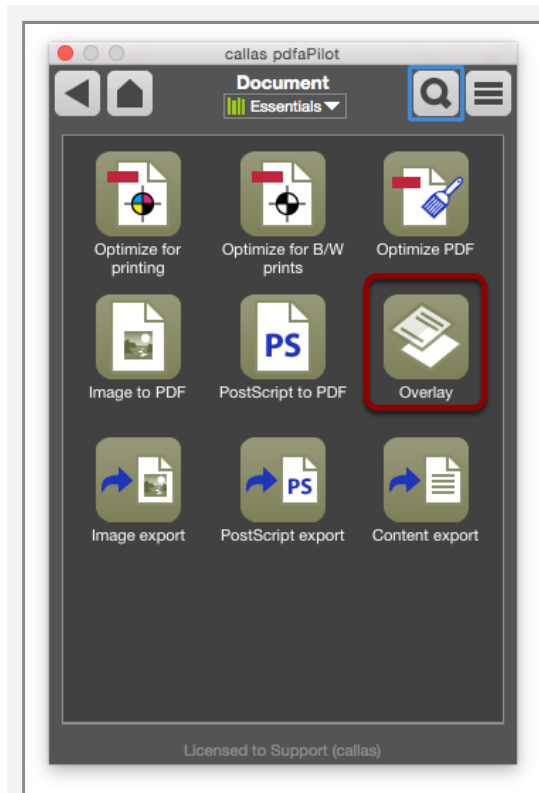 callas pdfaPilot
Document
Essentials
Optimize for
printing
Optimize for B/W
prints
Optimize PDF
Image to PDF
PS
PostScript to PDF
Overlay
Image export
PS
PostScript export
Content export
Licensed to Support (callas)